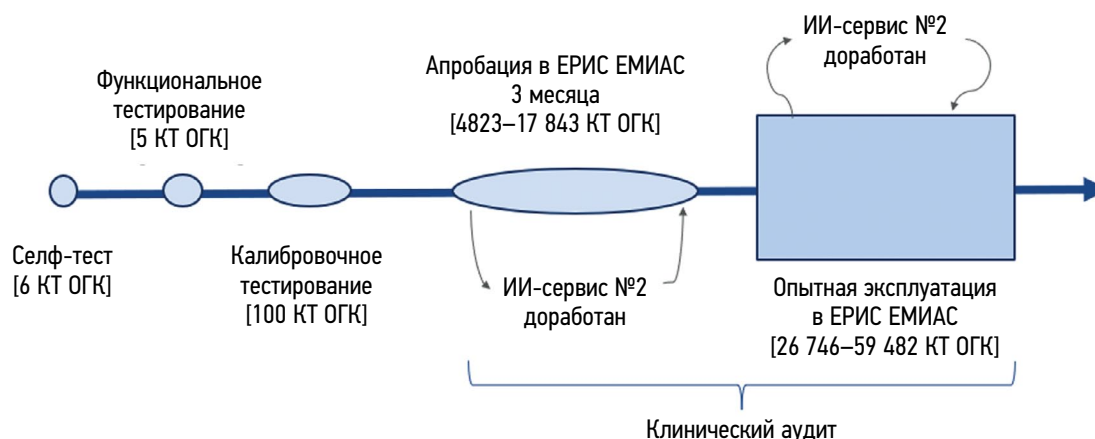 Функциональное
тестирование
[5 КТ ОГК]
Апробация в ЕРИС ЕМИАС
3 месяца
[4823–17 843 КТ ОГК]
ИИ-сервис №2
доработан
Селф-тест
[6 КТ ОГК]
Калибровочное
тестирование
[100 КТ ОГК]
ИИ-сервис №2
доработан
Опытная эксплуатация
в ЕРИС ЕМИАС
[26 746–59 482 КТ ОГК]
Клинический аудит